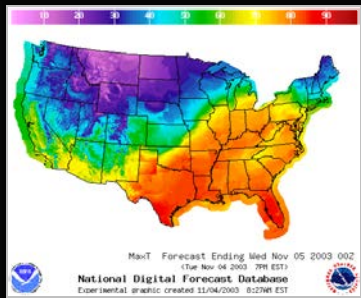 10 20 30 40 50 60 70 80 90
MaxT Forecast Ending Wed Nov 05 2003 00Z
(Tue Nov 04 2003 7PM EST)
National Digital Forecast Database
Experimental graphic created 11/04/2003 8:27AM EST